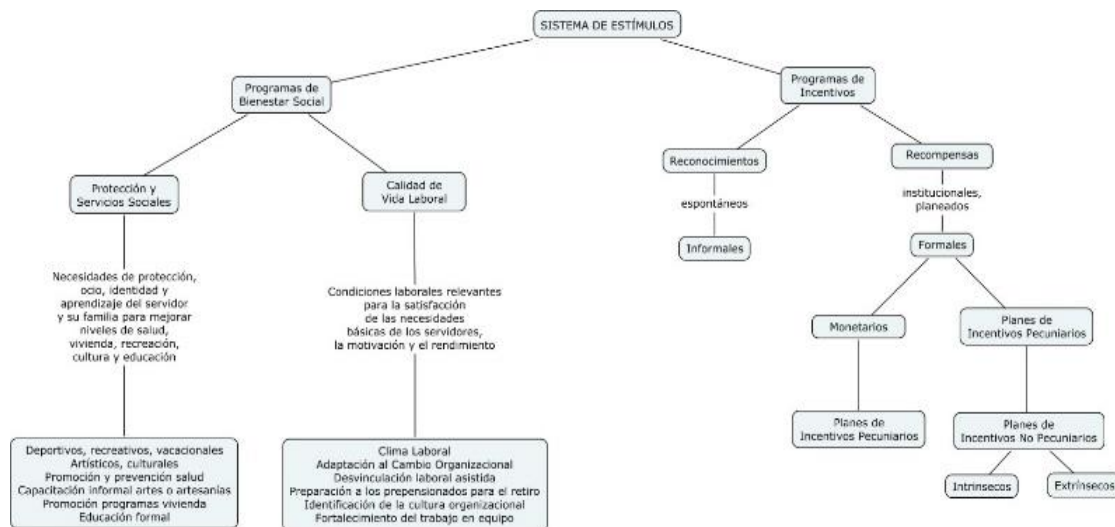 SISTEMA DE ESTÍMULOS
Programas de
Bienestar Social
Programas de
Incentivos
Protección y
Servicios Sociales
Calidad de
Vida Laboral
Reconocimientos
Recompensas
espontáneos
institucionales,
planeados
Informales
Formales
Necesidades de protección,
ocio, identidad y
aprendizaje del servidor
y su familia para mejorar
niveles de salud,
vivienda, recreación,
cultura y educación
Condiciones laborales relevantes
para la satisfacción
de las necesidades
básicas de los servidores,
la motivación y el rendimiento
Monetarios
Planes de
Incentivos Pecuniarios
Planes de
Incentivos Pecuniarios
Planes de
Incentivos No Pecuniarios
Intrinsecos
Extrínsecos
Deportivos, recreativos, vacacionales
Artísticos, culturales
Promoción y prevención salud
Capacitación informal artes o artesanías
Promoción programas vivienda
Educación formal
Clima Laboral
Adaptación al Cambio Organizacional
Desvinculación laboral asistida
Preparación a los prepensionados para el retiro
Identificación de la cultura organizacional
Fortalecimiento del trabajo en equipo